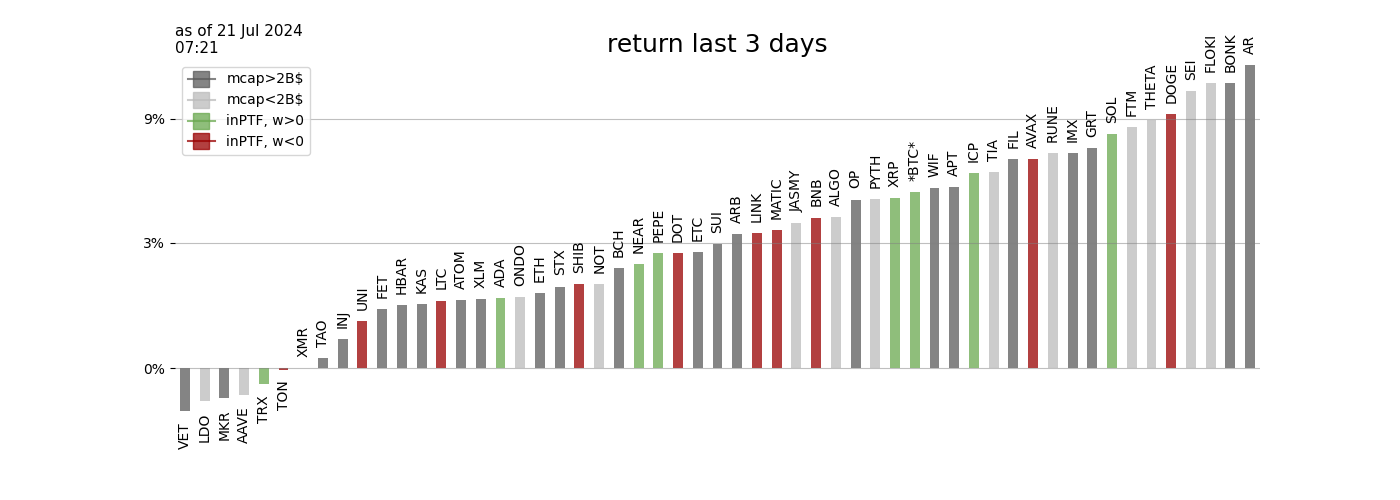 as of 21 Jul 2024
07:21
return last 3 days
mcap>2B$
mcap<2B$
inPTF, w>0
inPTF, w<0
9%
3%
0%
VET
LDO
MKR
AAVE
TRX
TON
XMR
TAO
INJ
UNI
FET
HBAR
KAS
LTC
ATOM
XLM
ADA
ONDO
ETH
STX
SHIB
NOT
BCH
NEAR
PEPE
DOT
ETC
SUI
ARB
LINK
MATIC
JASMY
BNB
ALGO
OP
PYTH
XRP
*BTC*
WIF
APT
ICP
TIA
FIL
AVAX
RUNE
IMX
GRT
SOL
FTM
THETA
DOGE
SEI
FLOKI
BONK
AR